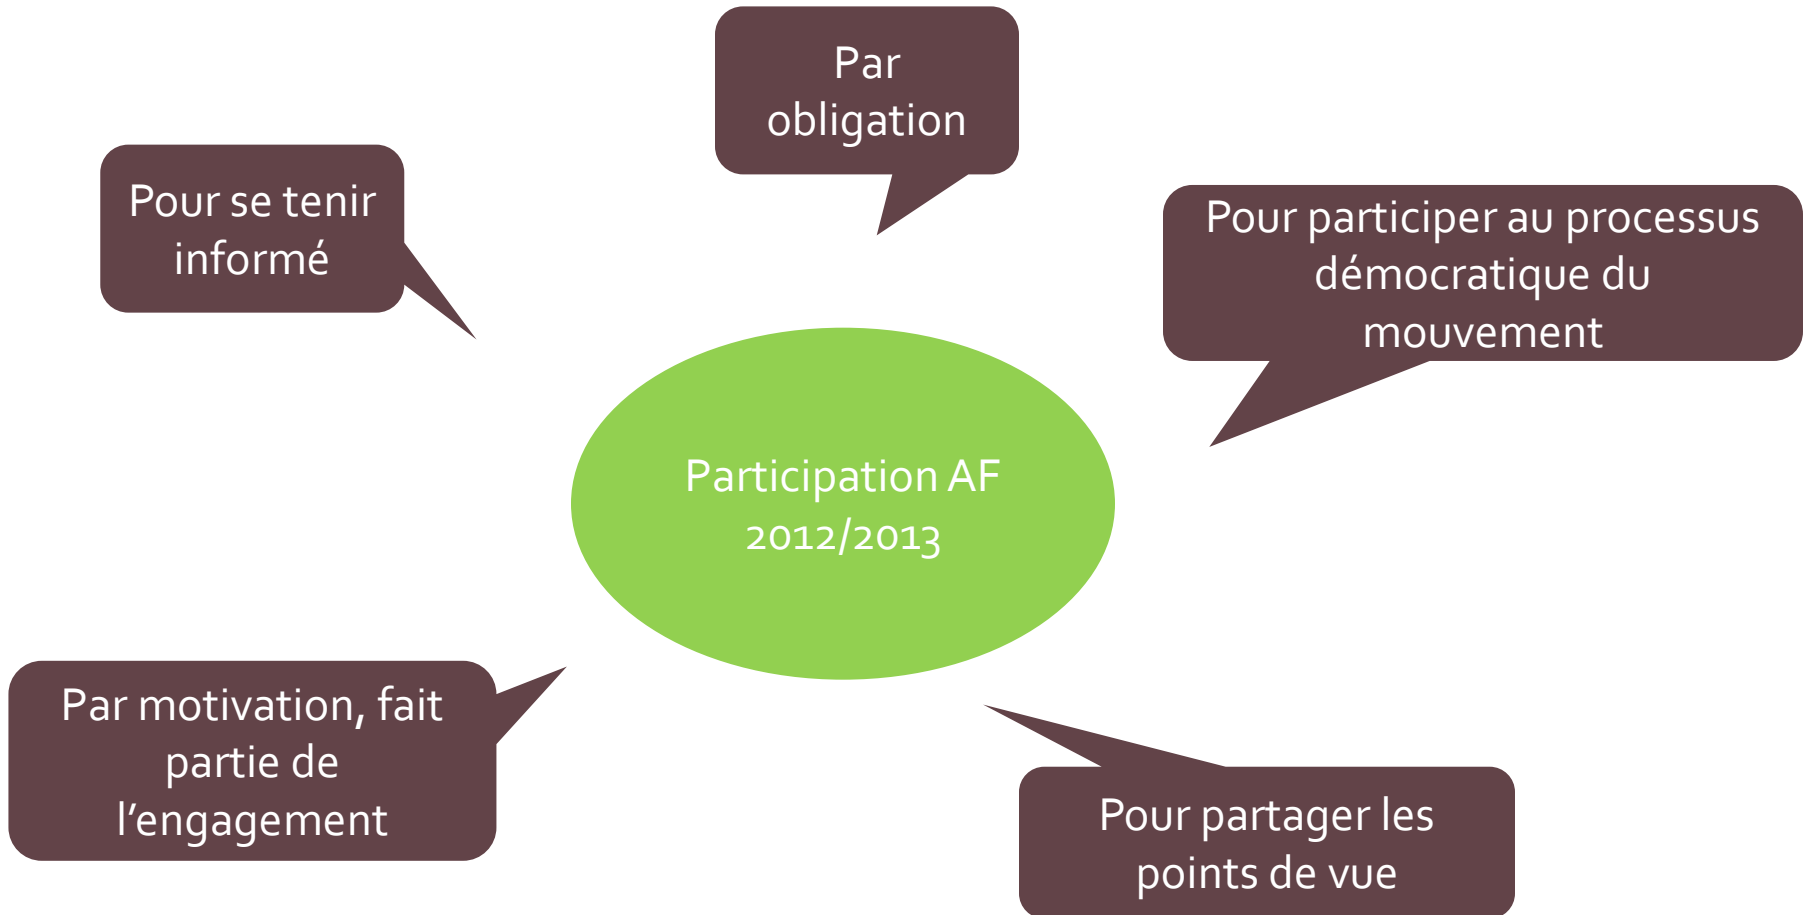 Par
obligation
Pour se tenir
informé
Pour participer au processus
démocratique du
mouvement
Participation AF
2012/2013
Par motivation, fait
partie de
l’engagement
Pour partager les
points de vue